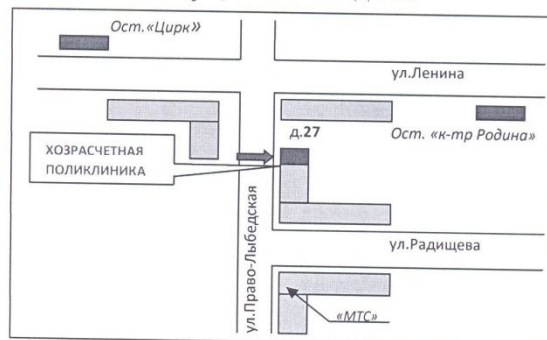 Ост.«Цирк»
ул.Ленина
д.27
Ост. «к-тр Родина»
ХОЗРАСЧЕТНАЯ
ПОЛИКЛИНИКА
ул.Право-Лыбедская
ул.Радищева
«МТС»